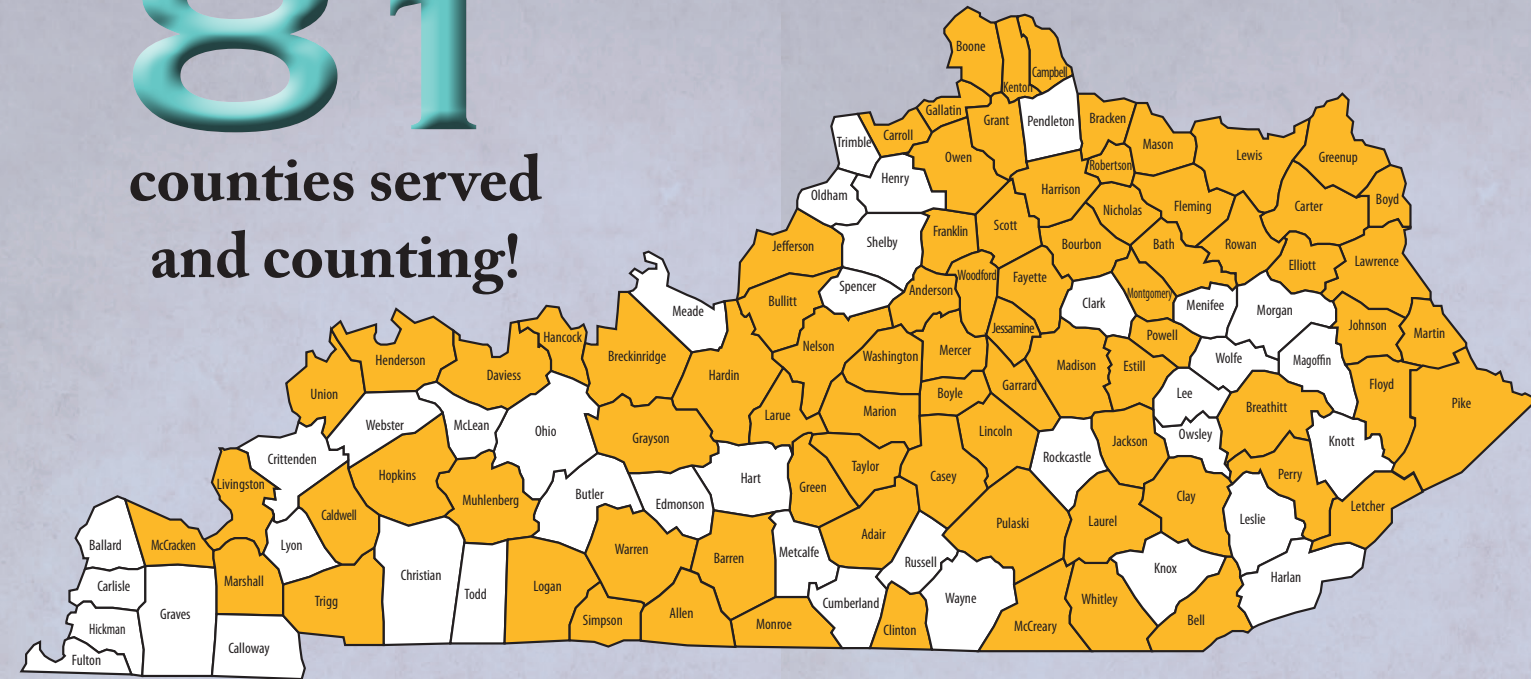 81
counties served
and counting!
Boone
Kenton
Campbell
Gallatin
Grant
Pendleton
Bracken
Trimble
Carroll
Owen
Mason
Lewis
Greenup
Robertson
Henry
Oldham
Harrison
Nicholas
Fleming
Carter
Boyd
Jefferson
Shelby
Franklin
Scott
Bourbon
Bath
Rowan
Elliott
Lawrence
Spencer
Anderson
Woodford
Fayette
Clark
Montgomery
Menifee
Morgan
Meade
Bullitt
Nelson
Washington
Mercer
Jessamine
Powell
Johnson
Martin
Hancock
Breckinridge
Hardin
Madison
Estill
Wolfe
Magoffin
Henderson
Daviess
Union
Larue
Marion
Boyle
Garrard
Lee
Breathitt
Floyd
Pike
Webster
McLean
Ohio
Grayson
Lincoln
Jackson
Owsley
Knott
Crittenden
Livingston
Hopkins
Muhlenberg
Butler
Edmonson
Hart
Green
Taylor
Casey
Rockcastle
Clay
Perry
Letcher
Caldwell
Lyon
Ballard
McCracken
Warren
Barren
Metcalfe
Adair
Pulaski
Laurel
Leslie
Carlisle
Graves
Marshall
Christian
Todd
Logan
Russell
Knox
Harlan
Hickman
Trigg
Simpson
Allen
Monroe
Cumberland
Clinton
Wayne
McCreary
Whitley
Bell
Fulton
Calloway